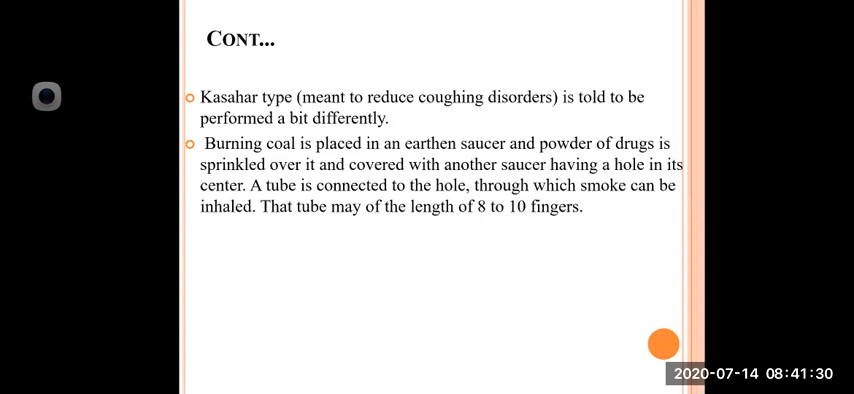 CONT...
Kasahar type (meant to reduce coughing disorders) is told to be
performed a bit differently.
Burning coal is placed in an earthen saucer and powder of drugs is
sprinkled over it and covered with another saucer having a hole in its
center. A tube is connected to the hole, through which smoke can be
inhaled. That tube may of the length of 8 to 10 fingers.
2020-07-14 08:41:30